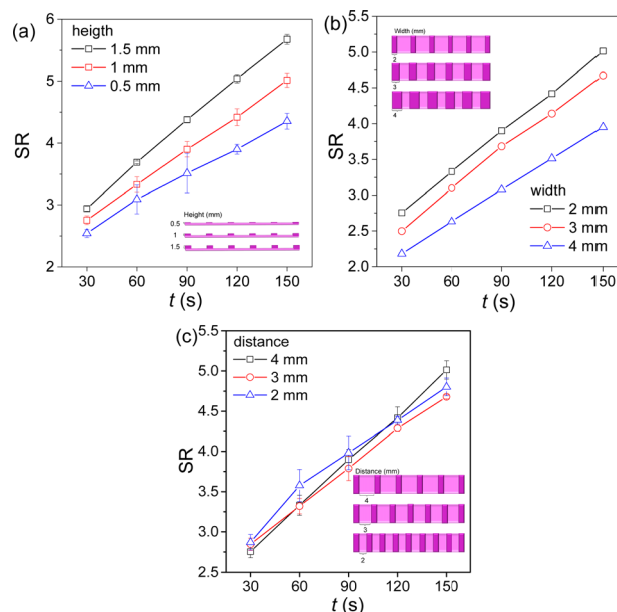 (a)
heigth
1.5 mm
1 mm
0.5 mm
SR
6
5
4
3
2
30 60 90 120 150
t (s)
Height (mm)
0.5
1
1.5
(b)
Width (mm)
2
3
4
SR
5.5
5.0
4.5
4.0
3.5
3.0
2.5
2.0
width
2 mm
3 mm
4 mm
30 60 90 120 150
t (s)
(c)
distance
4 mm
3 mm
2 mm
SR
5.5
5.0
4.5
4.0
3.5
3.0
2.5
Distance (mm)
4
3
2
30 60 90 120 150
t (s)